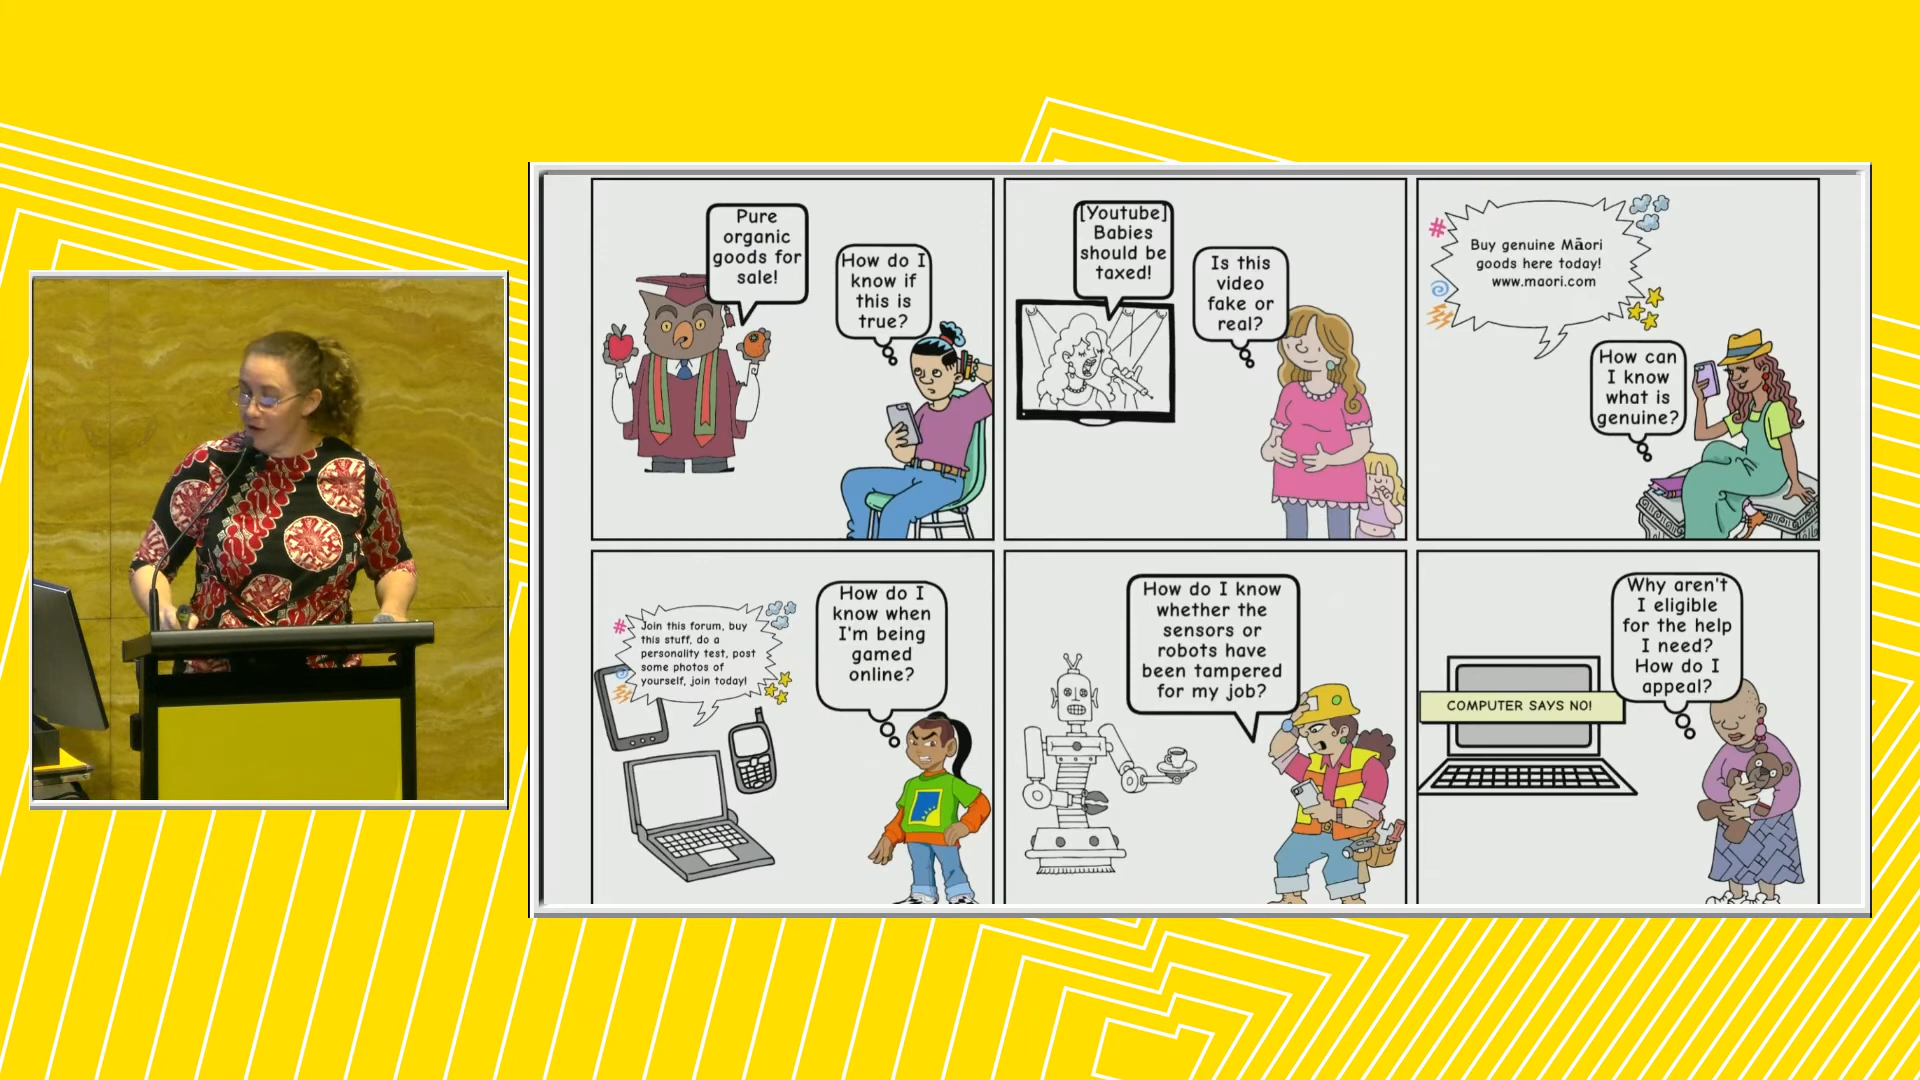 Pure
organic
goods for
sale!
How do I
know if
this is
true?
[Youtube]
Babies
should be
taxed!
Is this
video
fake or
real?
Buy genuine Māori
goods here today!
www.maori.com
How can
I know
what is
genuine?
Join this forum, buy
this stuff, do a
personality test, post
some photos of
yourself, join today!
How do I
know when
I'm being
gamed
online?
How do I know
whether the
sensors or
robots have
been tampered
for my job?
COMPUTER SAYS NO!
Why aren't
I eligible
for the help
I need?
How do I
appeal?